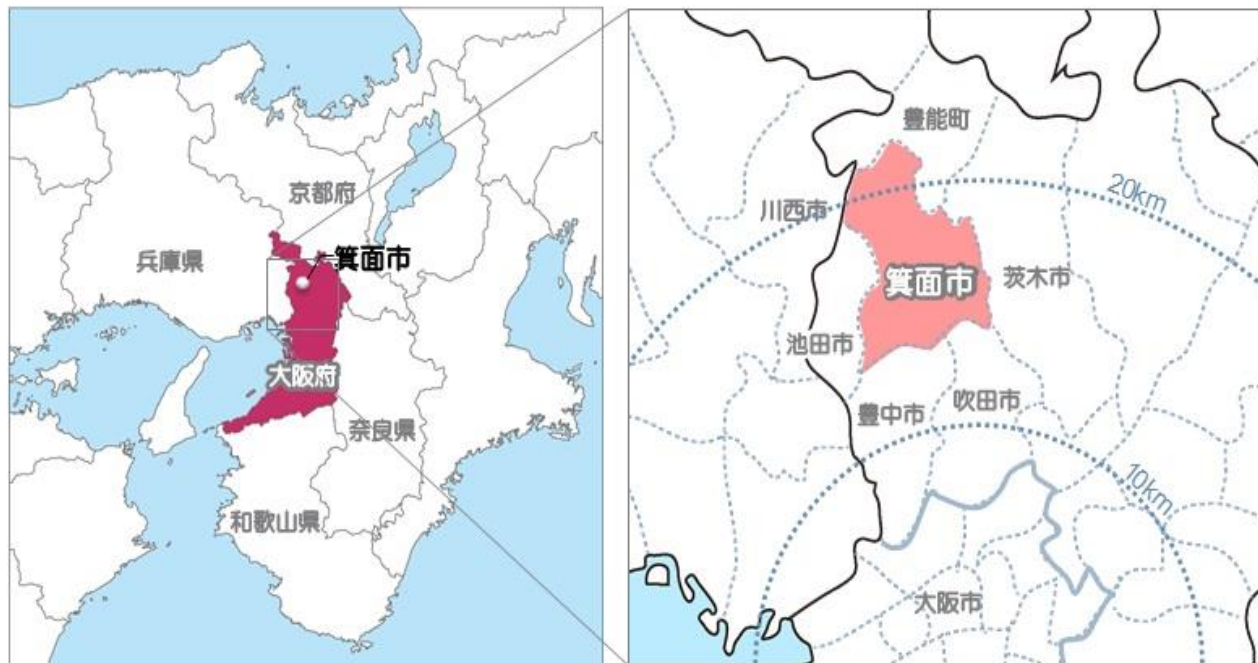 京都府
兵庫県
箕面市
大阪府
奈良県
和歌山県
豊能町
20km
川西市
箕面市
茨木市
池田市
豊中市
吹田市
10km
大阪市